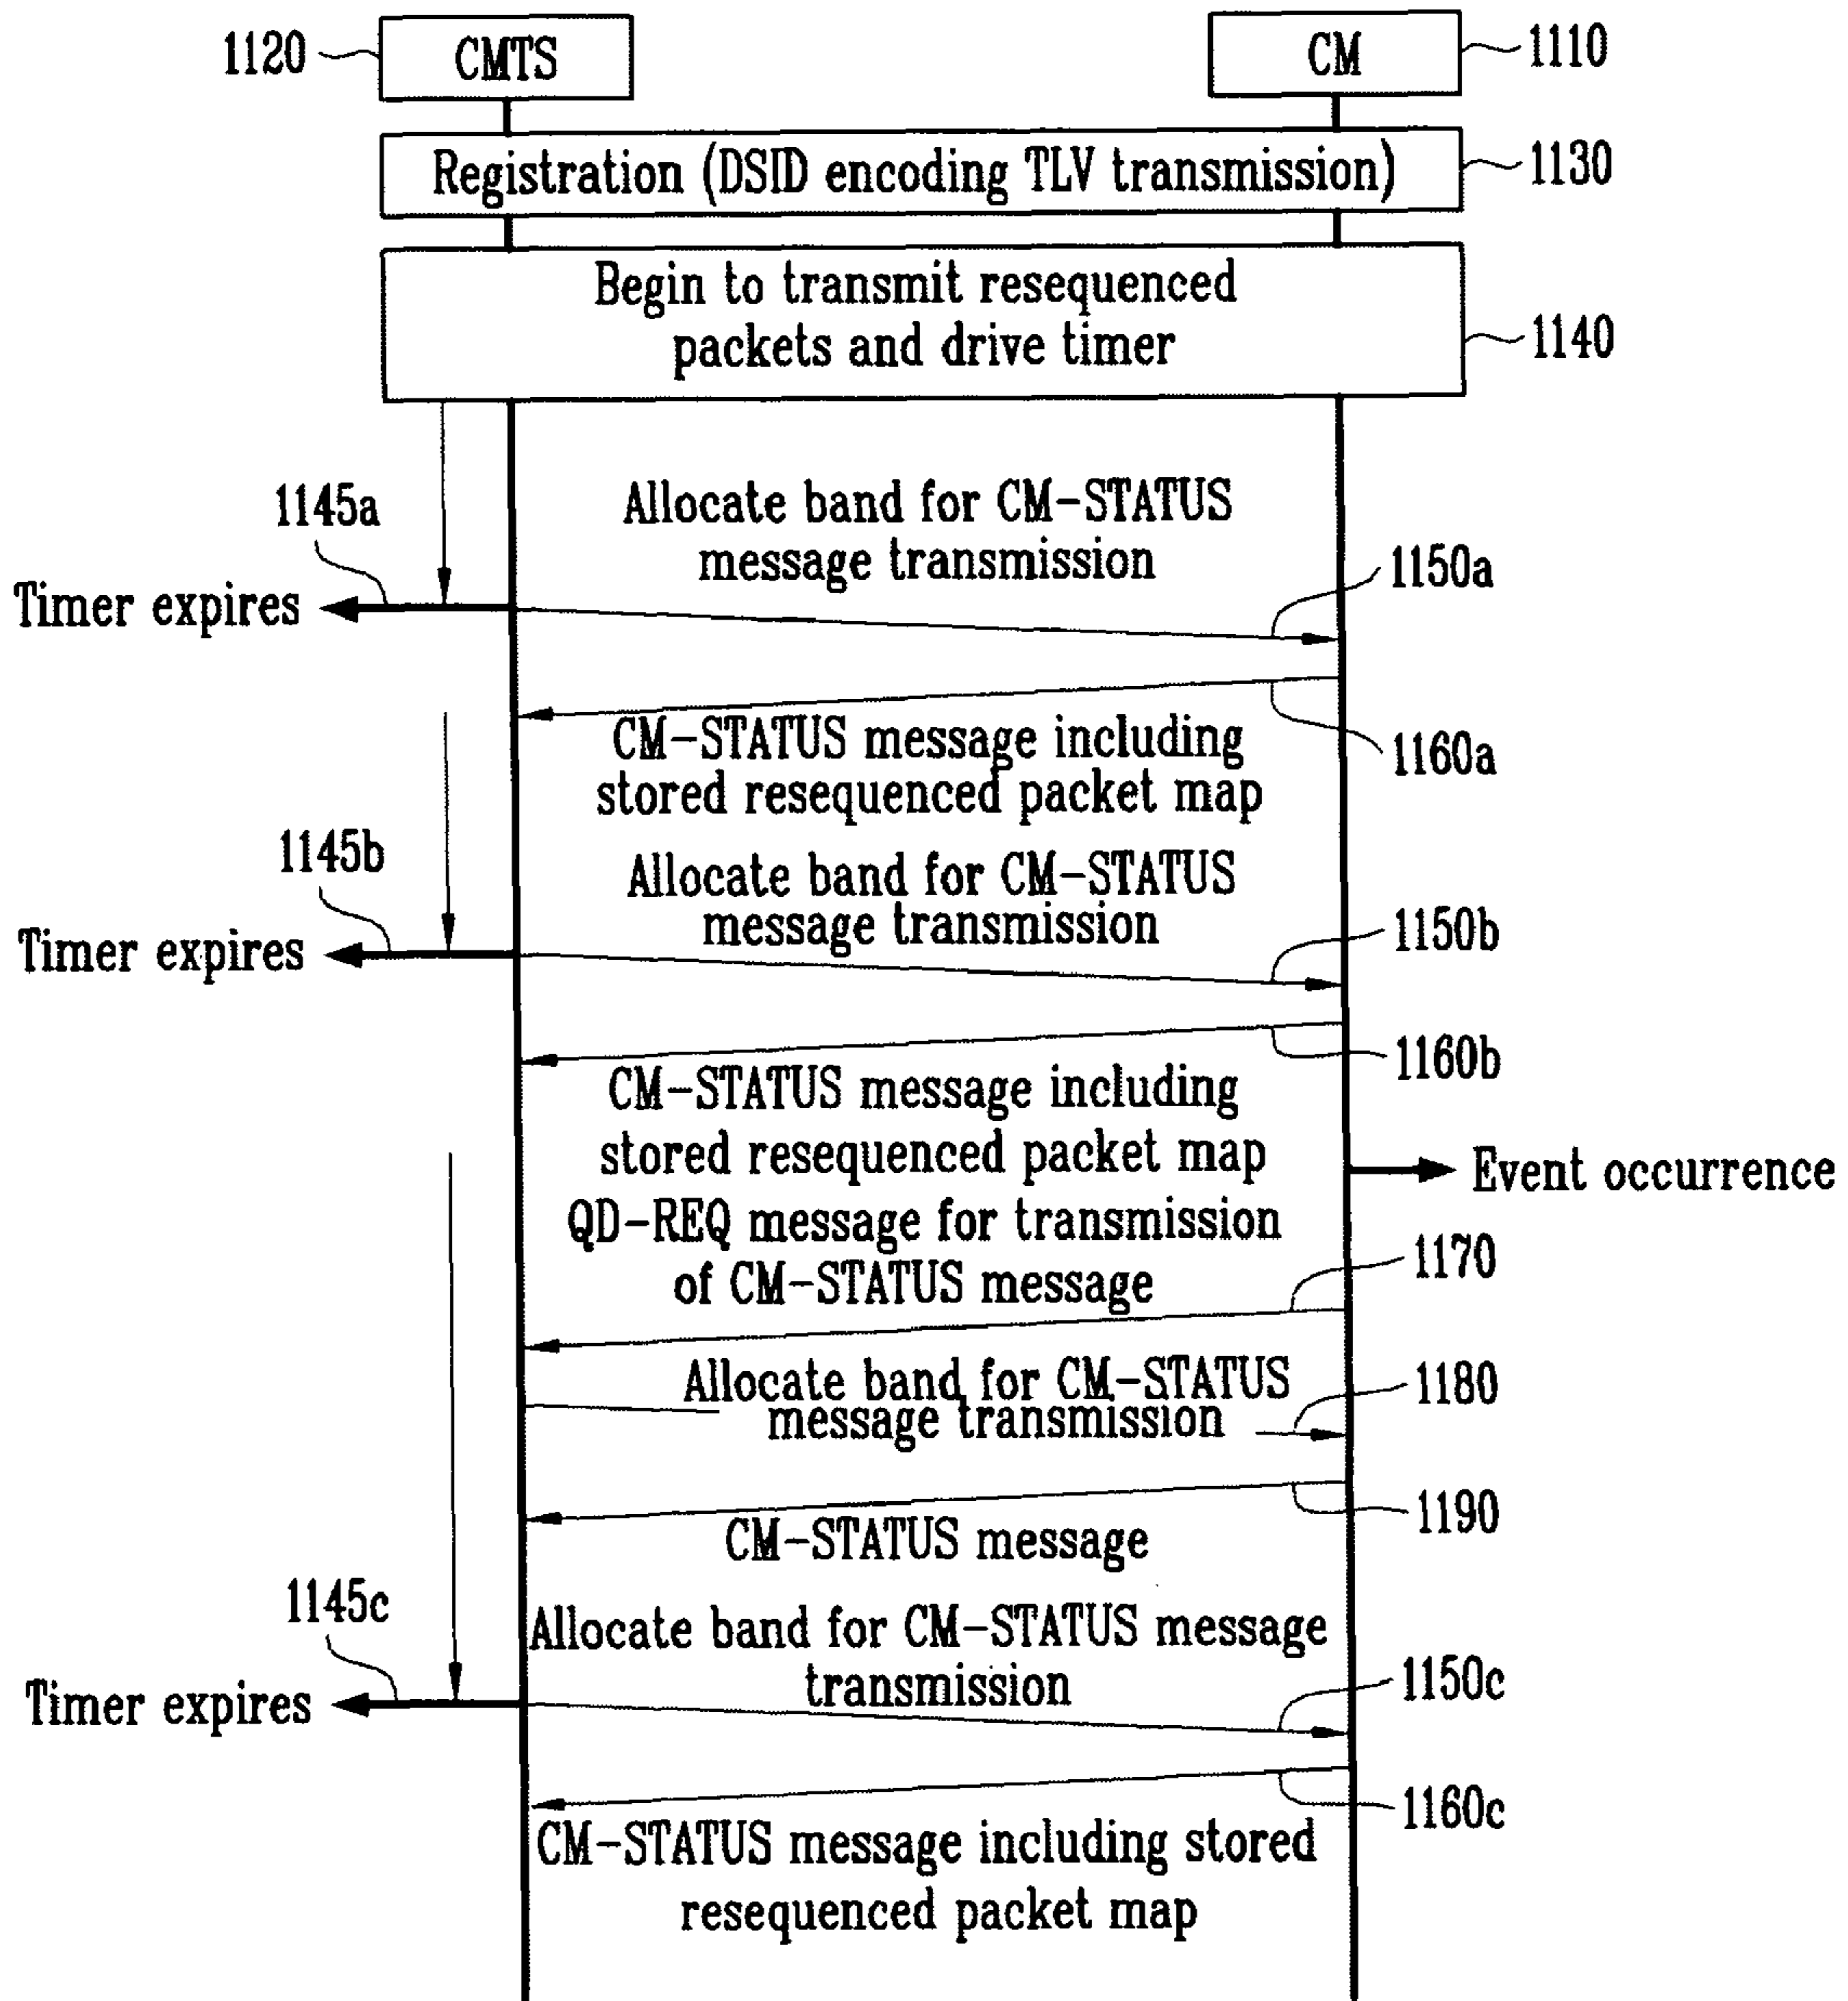 1120
CMTS
CM
1110
Registration (DSID encoding TLV transmission)
1130
Begin to transmit resequenced
packets and drive timer
1140
1145a
Allocate band for CM-STATUS
message transmission
1150a
Timer expires
CM-STATUS message including
stored resequenced packet map
1160a
1145b
Allocate band for CM-STATUS
message transmission
1150b
Timer expires
1160b
CM-STATUS message including
stored resequenced packet map
Event occurrence
QD-REQ message for transmission
of CM-STATUS message
1170
Allocate band for CM-STATUS
message transmission
1180
1190
CM-STATUS message
1145c
Allocate band for CM-STATUS message
transmission
1150c
Timer expires
1160c
CM-STATUS message including stored
resequenced packet map